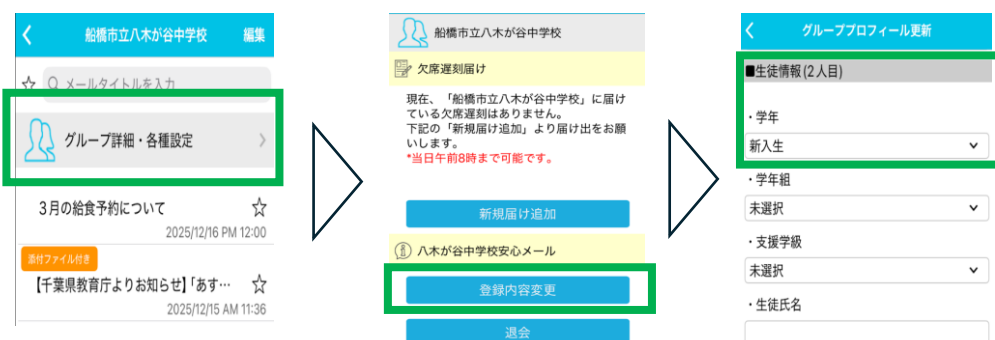 船橋市立八木が谷中学校
編集
メールタイトルを入力
グループ詳細・各種設定
3月の給食予約について
2025/12/16 PM 12:00
添付ファイル付き
【千葉県教育庁よりお知らせ】「あす…
2025/12/15 AM 11:36
船橋市立八木が谷中学校
欠席遅刻届け
現在、「船橋市立八木が谷中学校」に届け
ている欠席遅刻はありません。
下記の「新規届け追加」より届け出をお願
いします。
*当日午前8時まで可能です。
新規届け追加
八木が谷中学校安心メール
登録内容変更
退会
グループプロフィール更新
■生徒情報(2人目)
・学年
新入生
・学年組
未選択
・支援学級
未選択
・生徒氏名